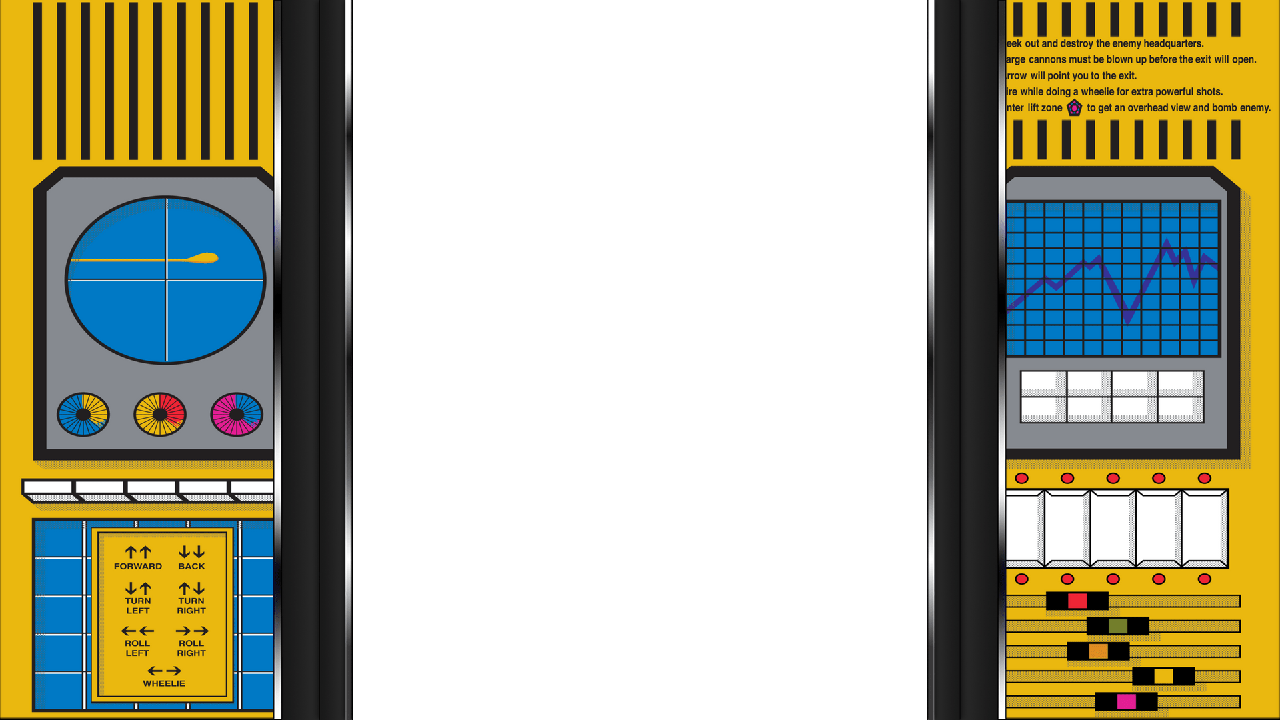 eek out and destroy the enemy headquarters.
arge cannons must be blown up before the exit will open.
rrow will point you to the exit.
ire while doing a wheelie for extra powerful shots.
nter lift zone to get an overhead view and bomb enemy.
↑↑ ↓↓
FORWARD BACK
↓↑ ↑↓
TURN LEFT TURN RIGHT
←← →→
ROLL LEFT ROLL RIGHT
← →
WHEELIE